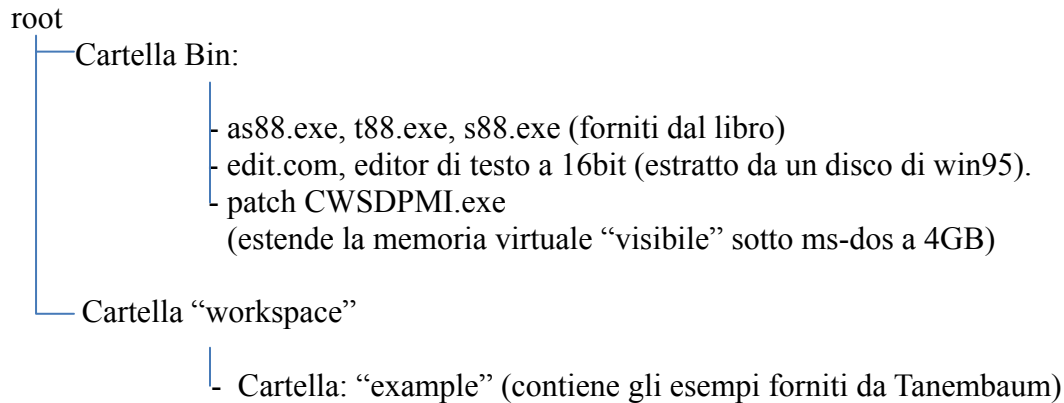 root
Cartella Bin:
- as88.exe, t88.exe, s88.exe (forniti dal libro)
- edit.com, editor di testo a 16bit (estratto da un disco di win95).
- patch CWSDPMI.exe
(estende la memoria virtuale “visibile” sotto ms-dos a 4GB)
Cartella “workspace”
- Cartella: “example” (contiene gli esempi forniti da Tanembaum)